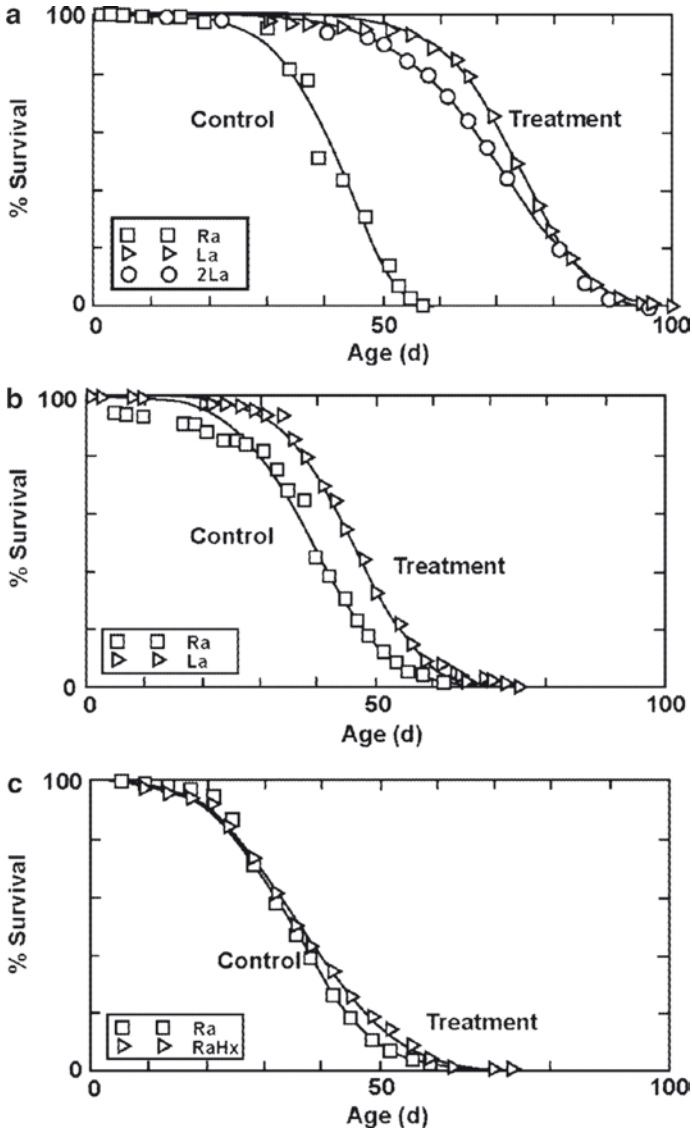 a
% Survival
100
0
Control
Treatment
Ra
La
2La
0
50
100
Age (d)
b
% Survival
100
0
Control
Treatment
Ra
La
0
50
100
Age (d)
c
% Survival
100
0
Control
Treatment
Ra
RaHx
0
50
100
Age (d)